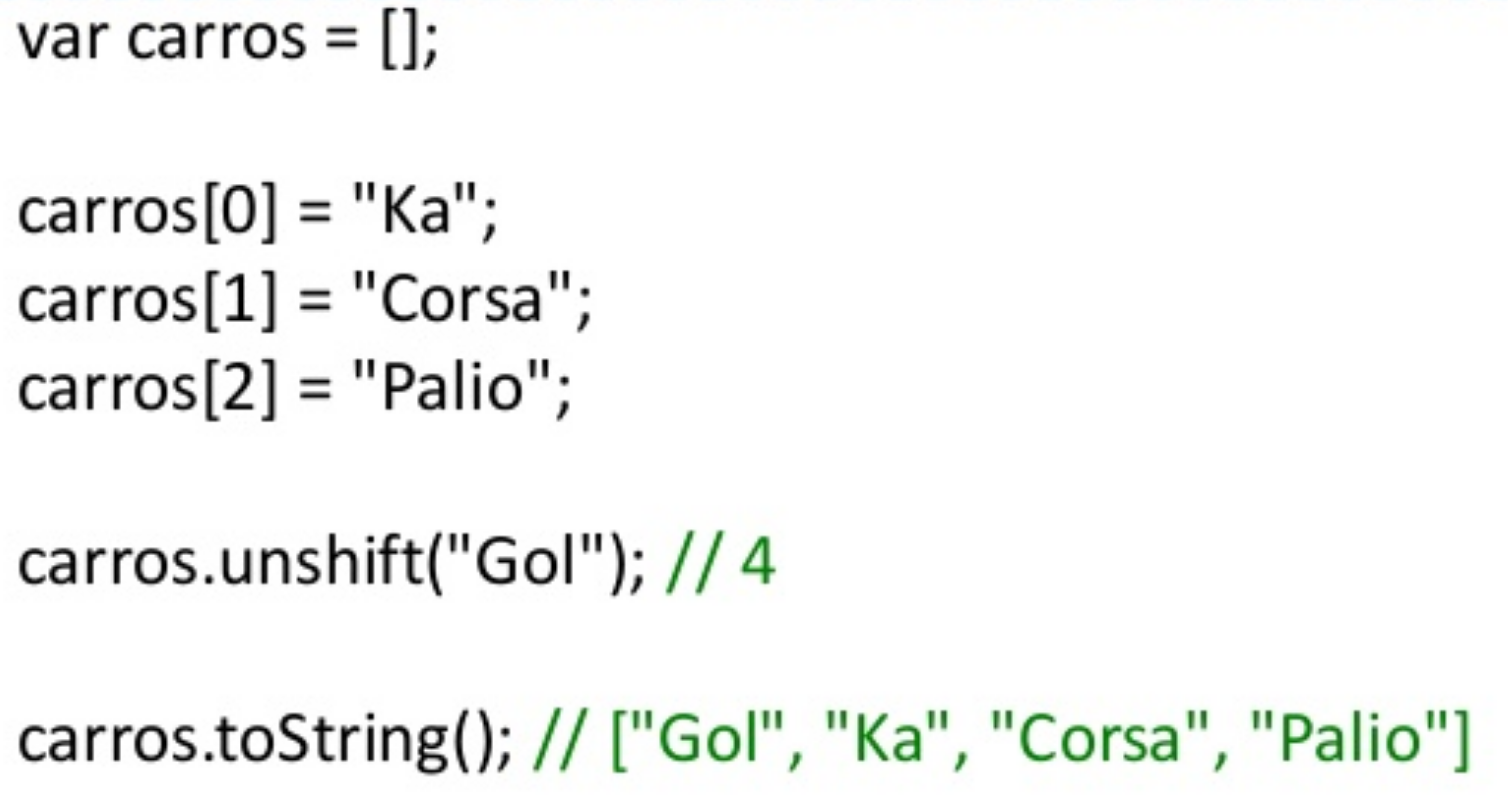 var carros = [];
carros[0] = "Ka";
carros[1] = "Corsa";
carros[2] = "Palio";
carros.unshift("Gol"); // 4
carros.toString(); // ["Gol", "Ka", "Corsa", "Palio"]